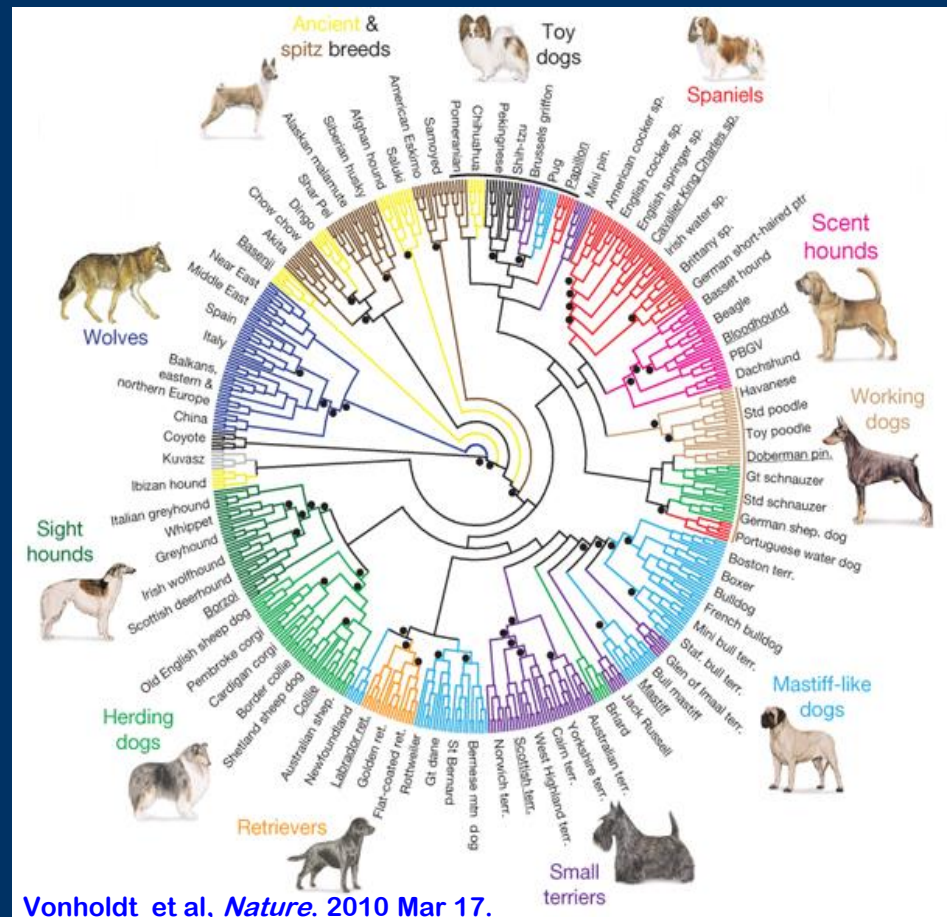 Ancient &
spitz breeds
Toy
dogs
Spaniels
Scent
hounds
Working
dogs
Mastiff-like
dogs
Small
terriers
Retrievers
Herding
dogs
Sight
hounds
Wolves
Basenji
Akita
Chow chow
Dingo
Shar Pei
Alaskan malamute
Siberian husky
Afghan hound
Saluki
American Eskimo
Samoyed
Pomeranian
Chihuahua
Pekingnese
Shih-tzu
Brussels griffon
Pug
Papillon
Mini pin.
American cocker sp.
English cocker sp.
English springer sp.
Cavalier King Charles sp.
Irish water sp.
Brittany sp.
German short-haired ptr
Basset hound
Beagle
Bloodhound
PBGV
Dachshund
Havanese
Std poodle
Toy poodle
Doberman pin.
Gt schnauzer
Std schnauzer
German shep. dog
Portuguese water dog
Boston terr.
Boxer
Bulldog
French bulldog
Mini bull terr.
Staf. bull terr.
Glen of Imaal terr.
Bull mastiff
Mastiff
Jack Russell
Briard
Australian terr.
Yorkshire terr.
Cairn terr.
West Highland terr.
Scottish terr.
Norwich terr.
Bernese mtn dog
St Bernard
Gt dane
Rottweiler
Flat-coated ret.
Golden ret.
Labrador ret.
Newfoundland
Australian shep.
Collie
Shetland sheep dog
Border collie
Cardigan corgi
Pembroke corgi
Old English sheep dog
Borzoi
Scottish deerhound
Irish wolfhound
Greyhound
Whippet
Italian greyhound
Ibizan hound
Kuvasz
Coyote
China
Balkans,
eastern &
northern Europe
Italy
Spain
Middle East
Near East
Vonholdt et al, Nature. 2010 Mar 17.